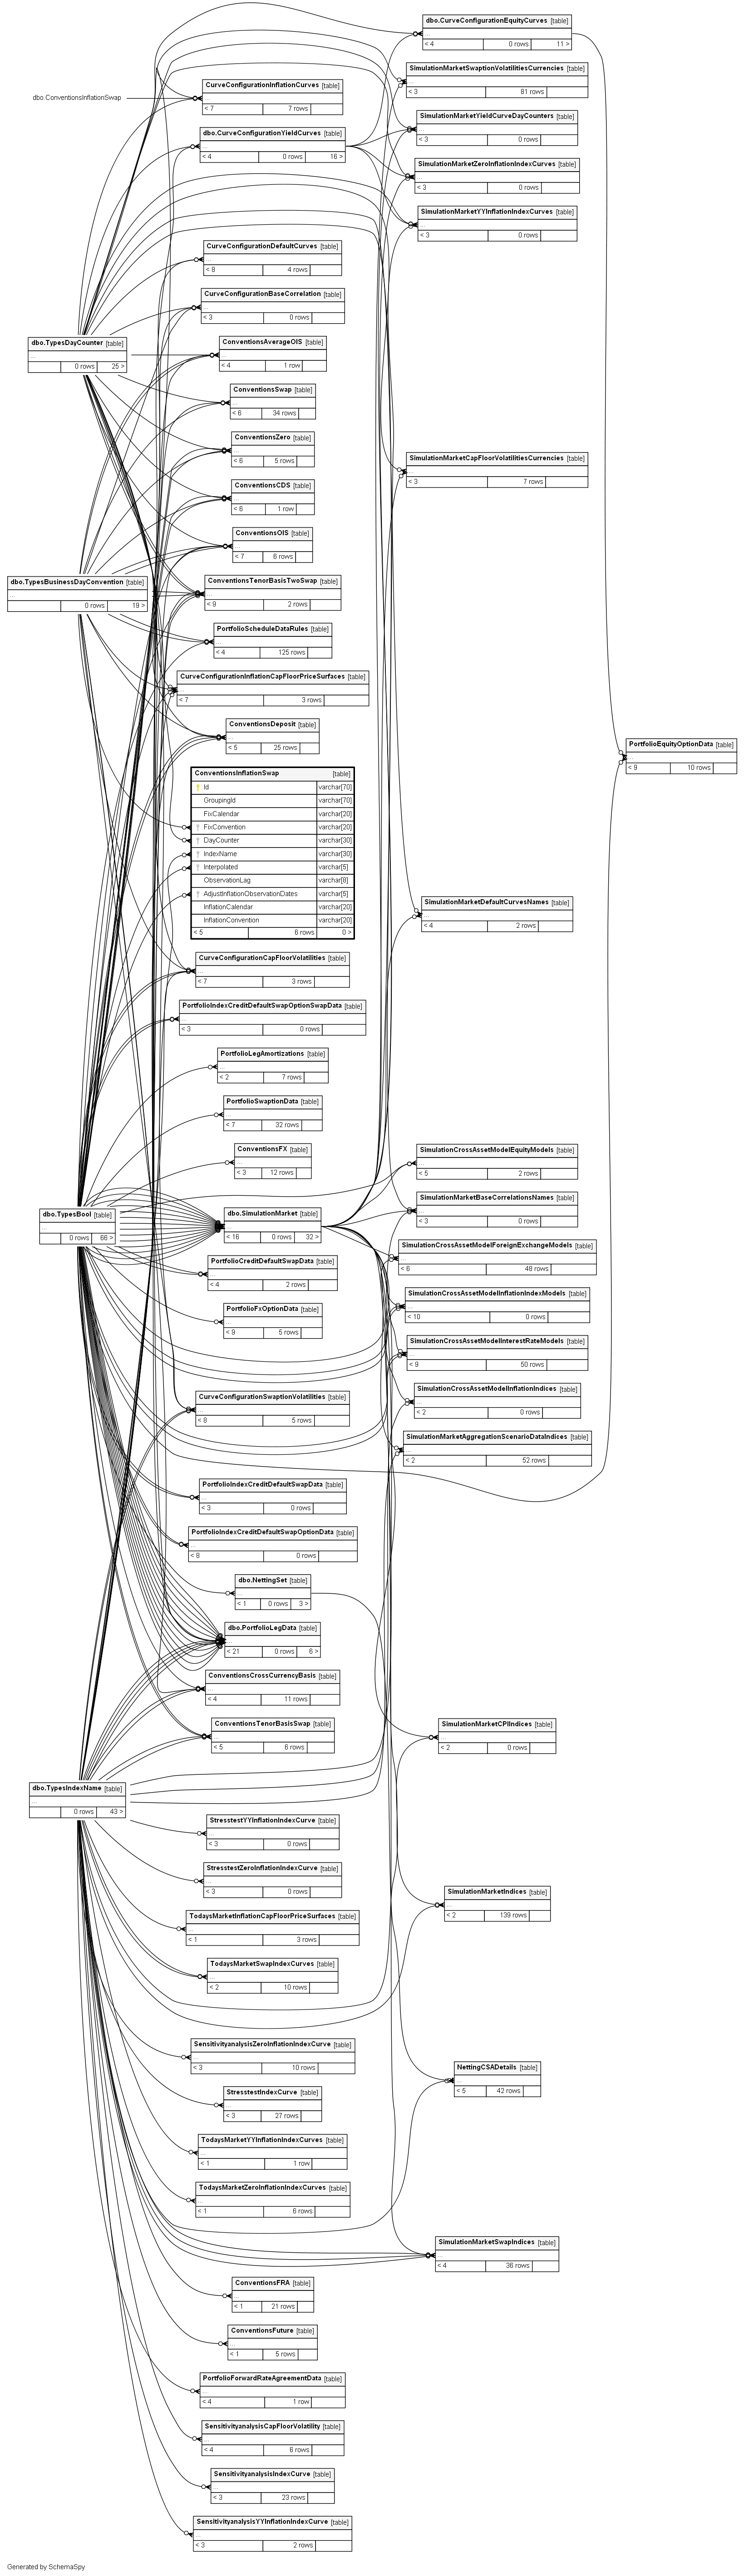 dbo.CurveConfigurationEquityCurves [table]
...
< 4 0 rows 11 >
SimulationMarketSwaptionVolatilitiesCurrencies [table]
...
< 3 81 rows
CurveConfigurationInflationCurves [table]
...
< 7 7 rows
dbo.ConventionsInflationSwap
SimulationMarketYieldCurveDayCounters [table]
...
< 3 0 rows
dbo.CurveConfigurationYieldCurves [table]
...
< 4 0 rows 16 >
SimulationMarketZeroInflationIndexCurves [table]
...
< 3 0 rows
SimulationMarketYYInflationIndexCurves [table]
...
< 3 0 rows
CurveConfigurationDefaultCurves [table]
...
< 8 4 rows
CurveConfigurationBaseCorrelation [table]
...
< 3 0 rows
dbo.TypesDayCounter [table]
...
0 rows 25 >
ConventionsAverageOIS [table]
...
< 4 1 row
ConventionsSwap [table]
...
< 6 34 rows
ConventionsZero [table]
...
< 6 5 rows
SimulationMarketCapFloorVolatilitiesCurrencies [table]
...
< 3 7 rows
ConventionsCDS [table]
...
< 6 1 row
ConventionsOIS [table]
...
< 7 6 rows
dbo.TypesBusinessDayConvention [table]
...
0 rows 19 >
ConventionsTenorBasisTwoSwap [table]
...
< 9 2 rows
PortfolioScheduleDataRules [table]
...
< 4 125 rows
CurveConfigurationInflationCapFloorPriceSurfaces [table]
...
< 7 3 rows
ConventionsDeposit [table]
...
< 5 25 rows
PortfolioEquityOptionData [table]
...
< 9 10 rows
ConventionsInflationSwap [table]
Id varchar[70]
GroupingId varchar[70]
FixCalendar varchar[20]
FixConvention varchar[20]
DayCounter varchar[30]
IndexName varchar[30]
Interpolated varchar[5]
ObservationLag varchar[8]
AdjustInflationObservationDates varchar[5]
InflationCalendar varchar[20]
InflationConvention varchar[20]
< 5 6 rows 0 >
SimulationMarketDefaultCurvesNames [table]
...
< 4 2 rows
CurveConfigurationCapFloorVolatilities [table]
...
< 7 3 rows
PortfolioIndexCreditDefaultSwapOptionSwapData [table]
...
< 3 0 rows
PortfolioLegAmortizations [table]
...
< 2 7 rows
PortfolioSwaptionData [table]
...
< 7 32 rows
ConventionsFX [table]
...
< 3 12 rows
SimulationCrossAssetModelEquityModels [table]
...
< 5 2 rows
SimulationMarketBaseCorrelationsNames [table]
...
< 3 0 rows
dbo.TypesBool [table]
...
0 rows 66 >
dbo.SimulationMarket [table]
...
< 16 0 rows 32 >
SimulationCrossAssetModelForeignExchangeModels [table]
...
< 6 48 rows
PortfolioCreditDefaultSwapData [table]
...
< 4 2 rows
SimulationCrossAssetModelInflationIndexModels [table]
...
< 10 0 rows
PortfolioFxOptionData [table]
...
< 9 5 rows
SimulationCrossAssetModelInterestRateModels [table]
...
< 9 50 rows
SimulationCrossAssetModelInflationIndices [table]
...
< 2 0 rows
CurveConfigurationSwaptionVolatilities [table]
...
< 8 5 rows
SimulationMarketAggregationScenarioDataIndices [table]
...
< 2 52 rows
PortfolioIndexCreditDefaultSwapData [table]
...
< 3 0 rows
PortfolioIndexCreditDefaultSwapOptionData [table]
...
< 8 0 rows
dbo.NettingSet [table]
...
< 1 0 rows 3 >
dbo.PortfolioLegData [table]
...
< 21 0 rows 6 >
ConventionsCrossCurrencyBasis [table]
...
< 4 11 rows
ConventionsTenorBasisSwap [table]
...
< 5 6 rows
SimulationMarketCPIIndices [table]
...
< 2 0 rows
dbo.TypesIndexName [table]
...
0 rows 43 >
StresstestYYInflationIndexCurve [table]
...
< 3 0 rows
StresstestZeroInflationIndexCurve [table]
...
< 3 0 rows
SimulationMarketIndices [table]
...
< 2 139 rows
TodaysMarketInflationCapFloorPriceSurfaces [table]
...
< 1 3 rows
TodaysMarketSwapIndexCurves [table]
...
< 2 10 rows
SensitivityanalysisZeroInflationIndexCurve [table]
...
< 3 10 rows
NettingCSADetails [table]
...
< 5 42 rows
StresstestIndexCurve [table]
...
< 3 27 rows
TodaysMarketYYInflationIndexCurves [table]
...
< 1 1 row
TodaysMarketZeroInflationIndexCurves [table]
...
< 1 6 rows
SimulationMarketSwapIndices [table]
...
< 4 36 rows
ConventionsFRA [table]
...
< 1 21 rows
ConventionsFuture [table]
...
< 1 5 rows
PortfolioForwardRateAgreementData [table]
...
< 4 1 row
SensitivityanalysisCapFloorVolatility [table]
...
< 4 6 rows
SensitivityanalysisIndexCurve [table]
...
< 3 23 rows
SensitivityanalysisYYInflationIndexCurve [table]
...
< 3 2 rows
Generated by SchemaSpy